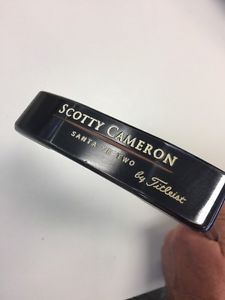 SCOTTY CAMERON
SANTA FE TWO
by Titleist